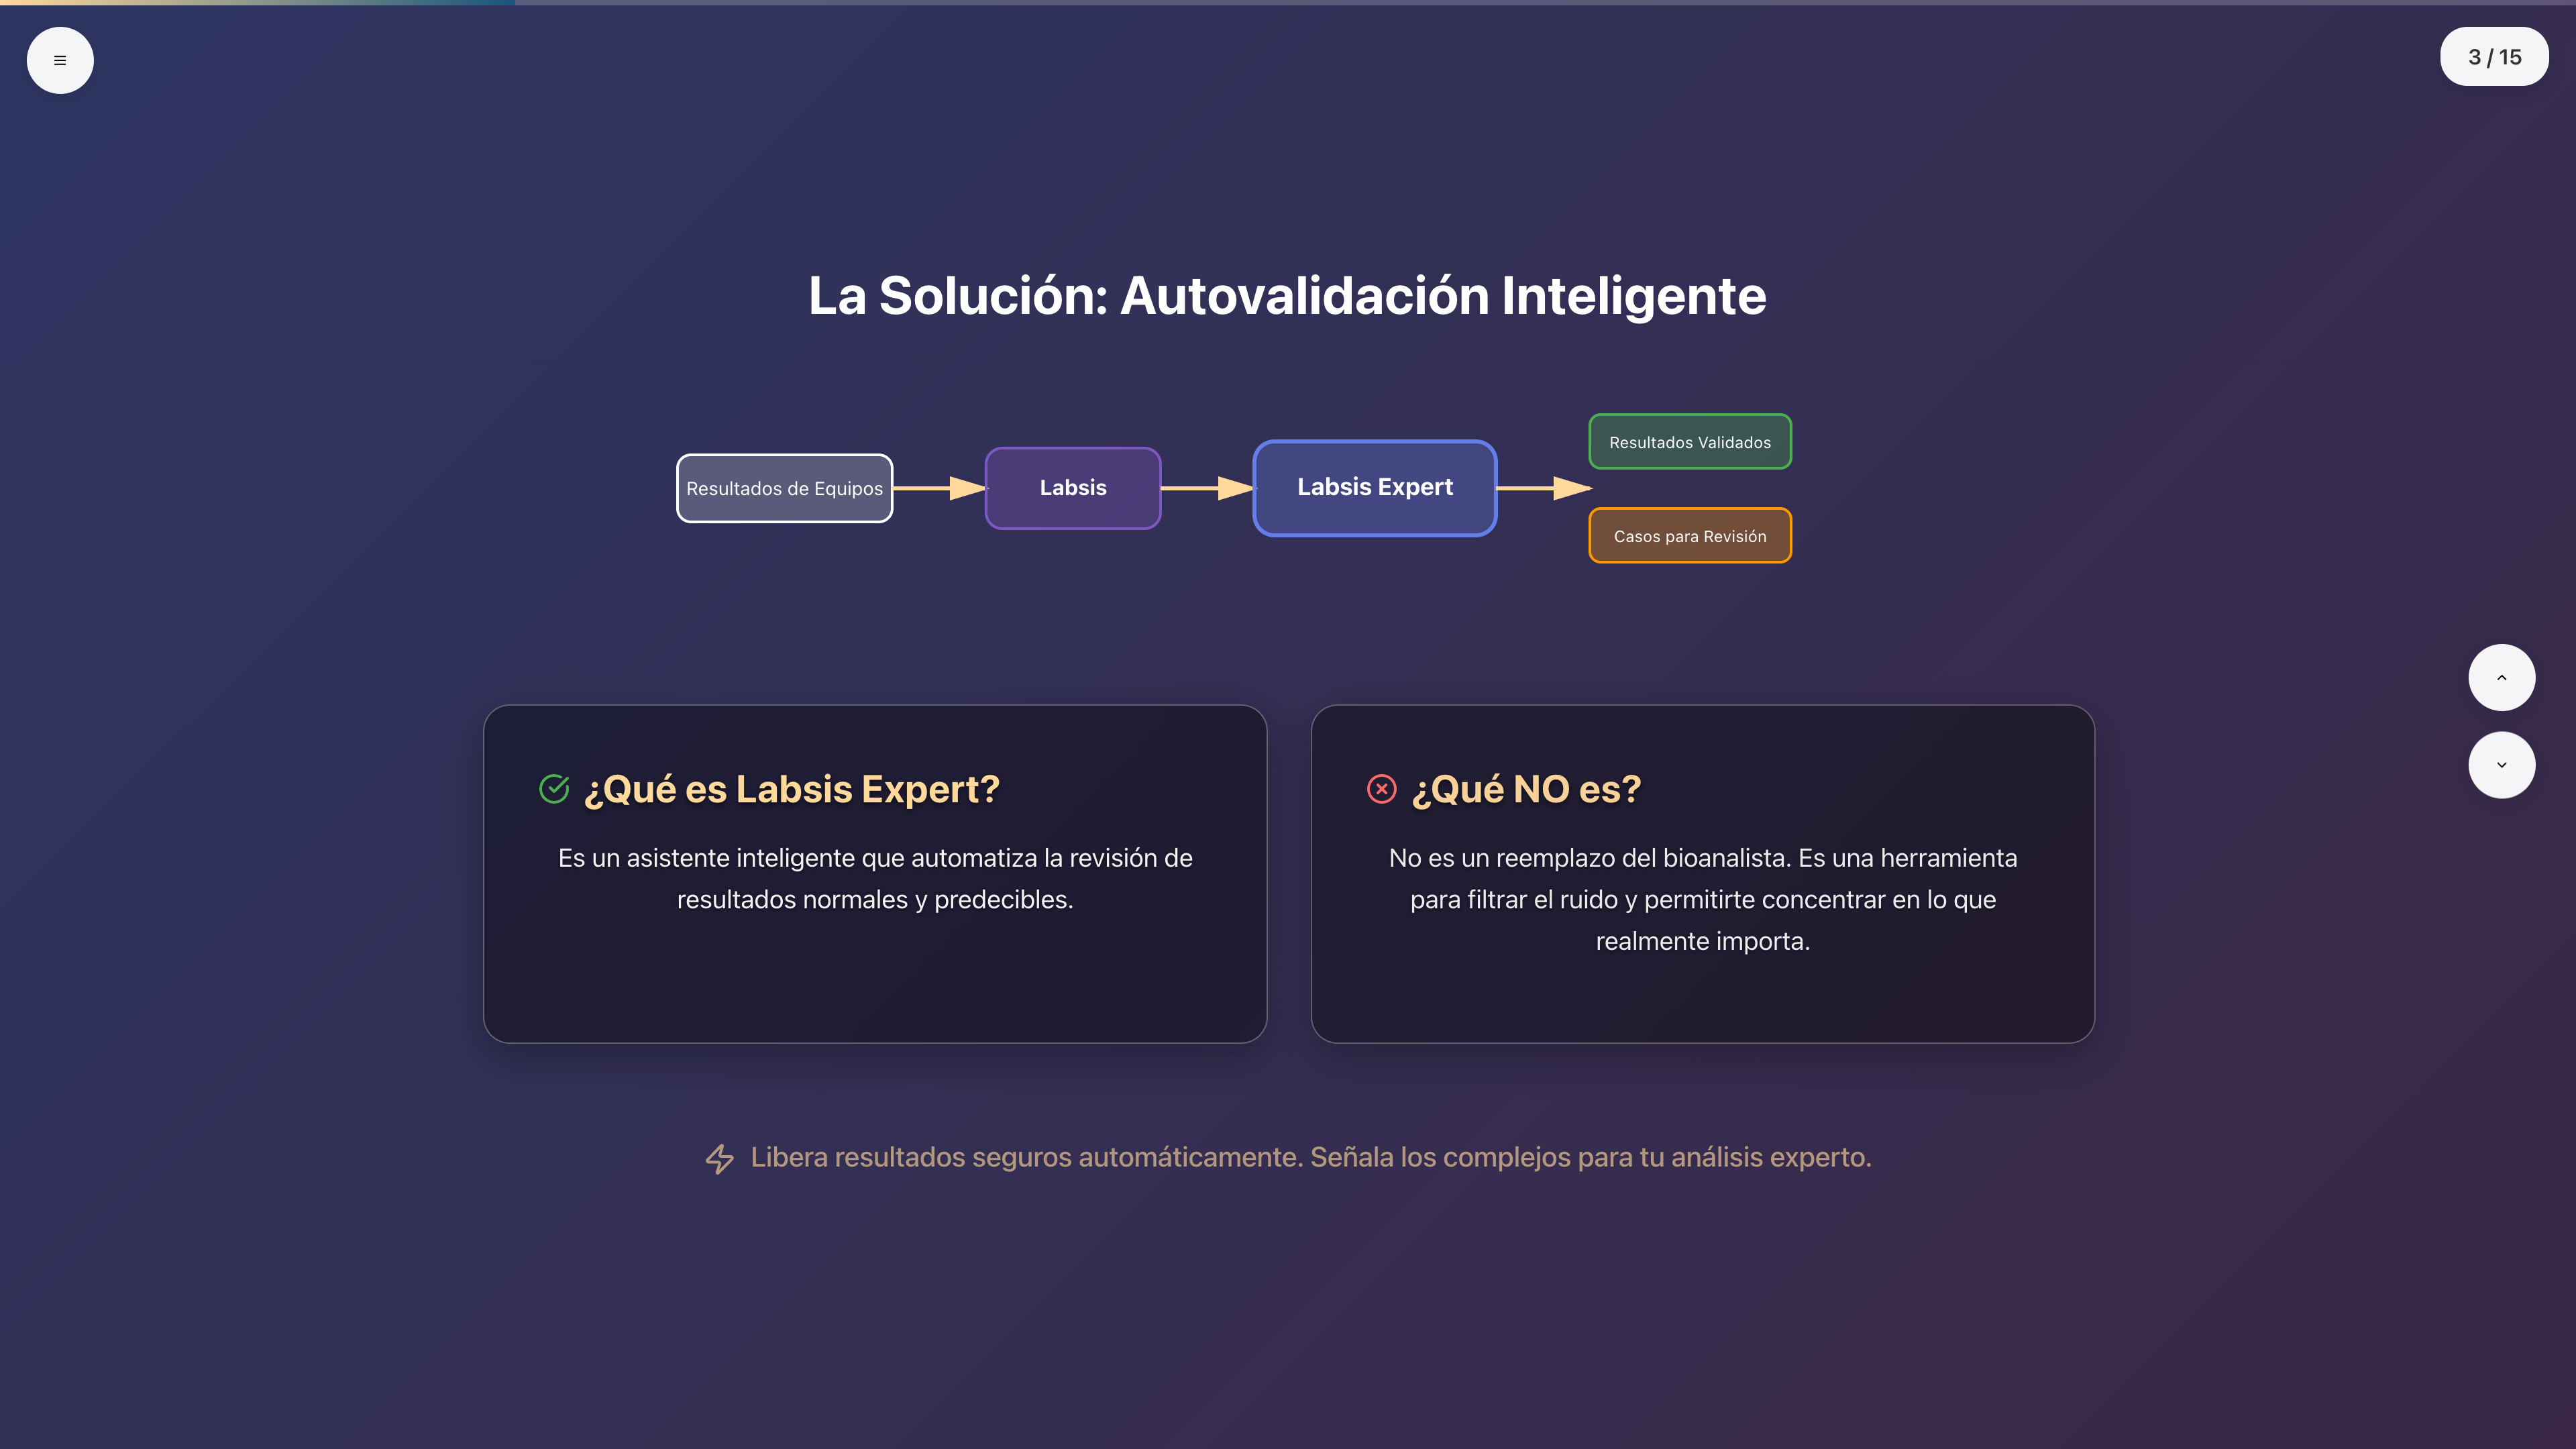 3 / 15
La Solución: Autovalidación Inteligente
Resultados de Equipos
Labsis
Labsis Expert
Resultados Validados
Casos para Revisión
¿Qué es Labsis Expert?
Es un asistente inteligente que automatiza la revisión de
resultados normales y predecibles.
¿Qué NO es?
No es un reemplazo del bioanalista. Es una herramienta
para filtrar el ruido y permitirte concentrar en lo que
realmente importa.
Libera resultados seguros automáticamente. Señala los complejos para tu análisis experto.